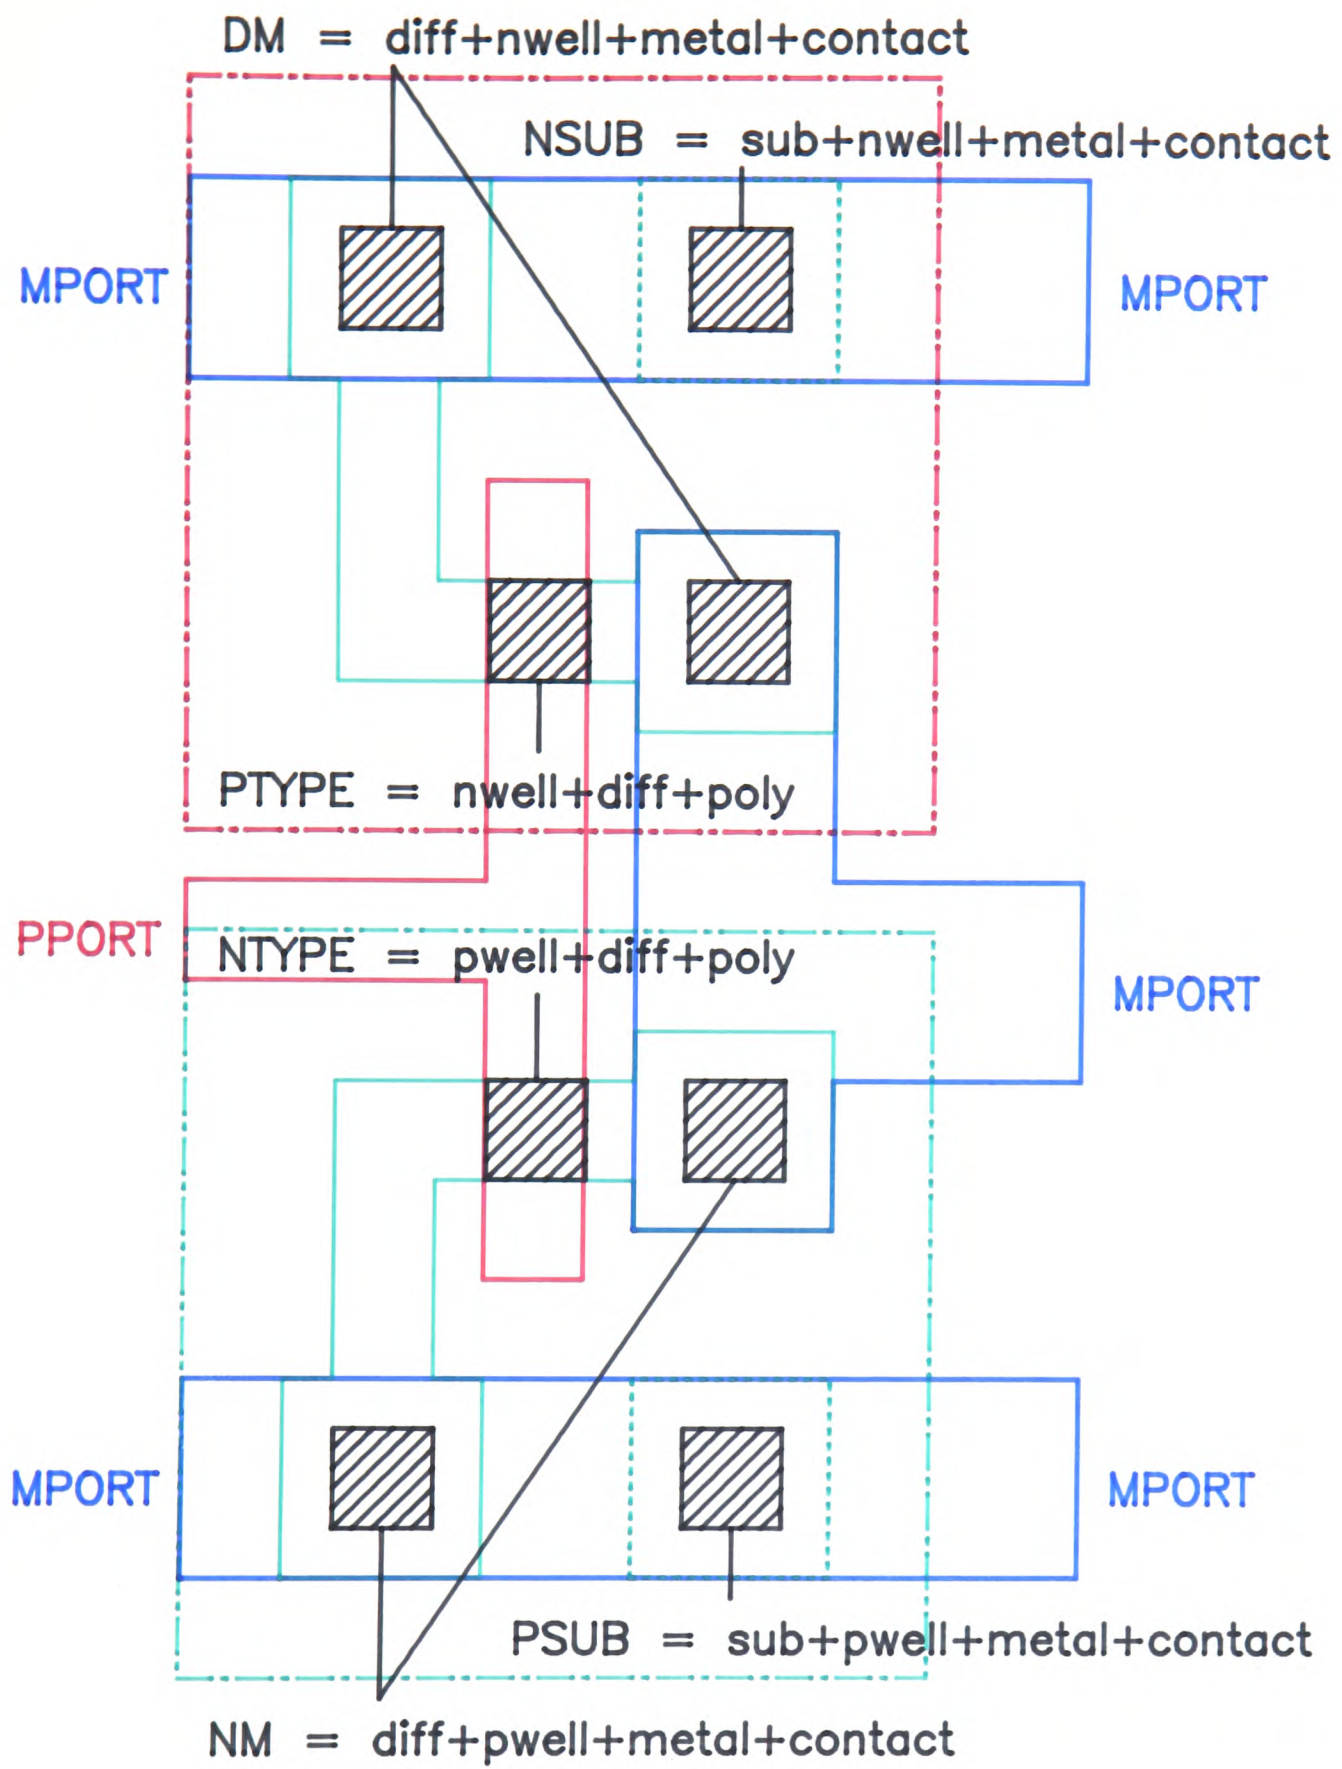 DM = diff+nwell+metal+contact
NSUB = sub+nwell+metal+contact
MPORT
MPORT
PTYPE = nwell+diff+poly
PPORT
NTYPE = pwell+diff+poly
MPORT
MPORT
MPORT
PSUB = sub+pwell+metal+contact
NM = diff+pwell+metal+contact